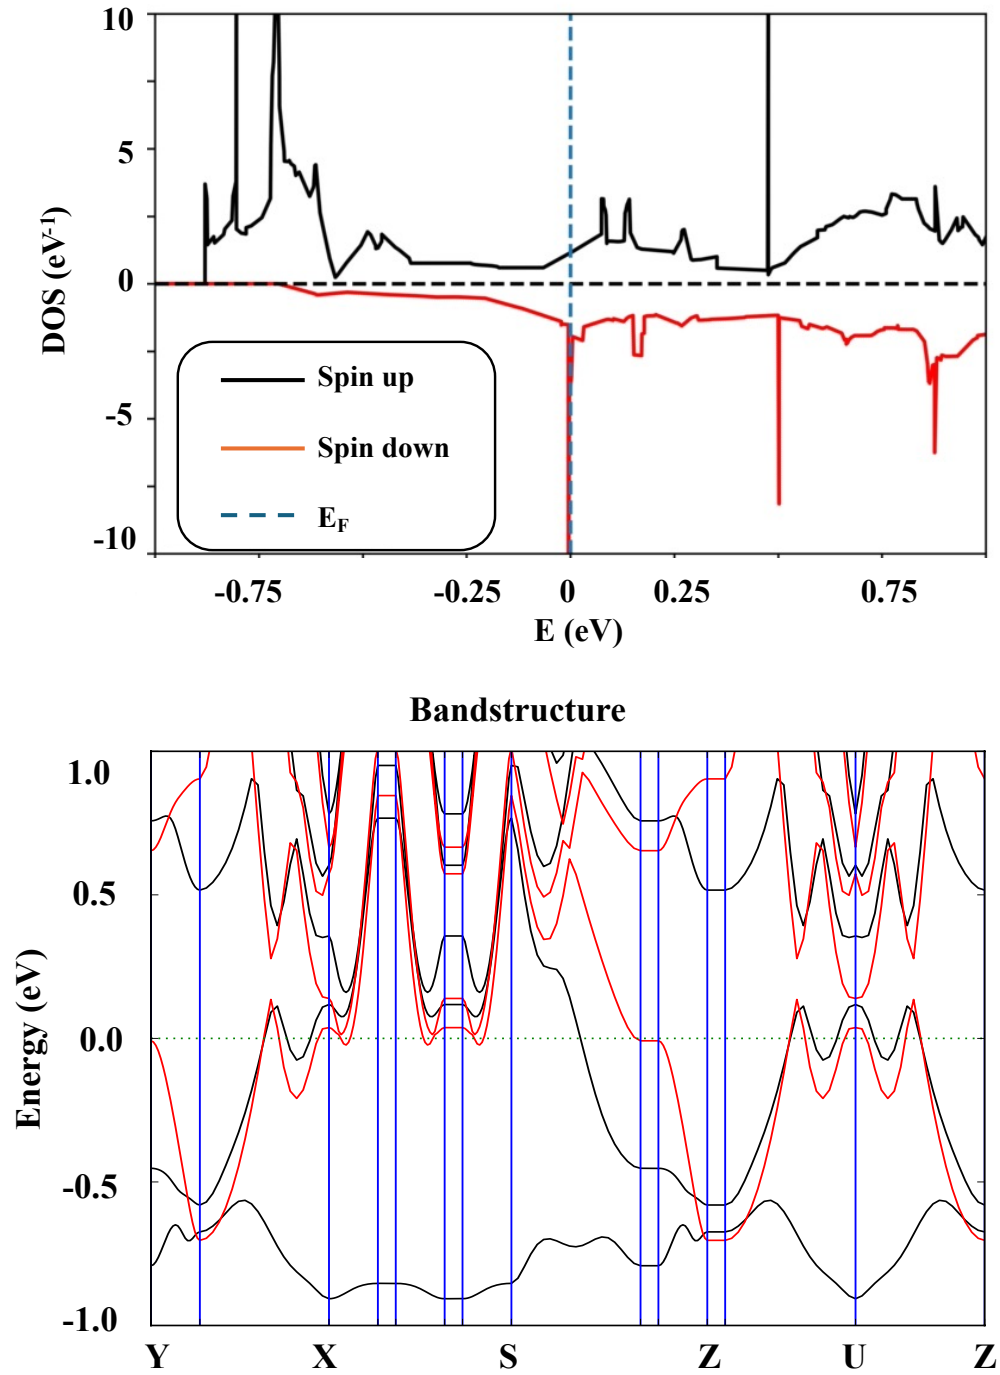 10
5
0
-5
-10
DOS (eV-1)
Spin up
Spin down
EF
-0.75 -0.25 0 0.25 0.75
E (eV)
Bandstructure
1.0
0.5
0.0
-0.5
-1.0
Energy (eV)
Y X S Z U Z